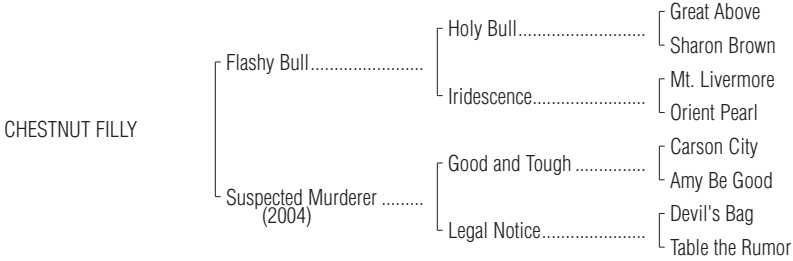 Great Above
Holy Bull............................
Sharon Brown
Flashy Bull.........................
Mt. Livermore
Iridescence.........................
Orient Pearl
CHESTNUT FILLY
Carson City
Good and Tough ...............
Amy Be Good
Suspected Murderer .........
(2004)
Devil's Bag
Legal Notice.......................
Table the Rumor